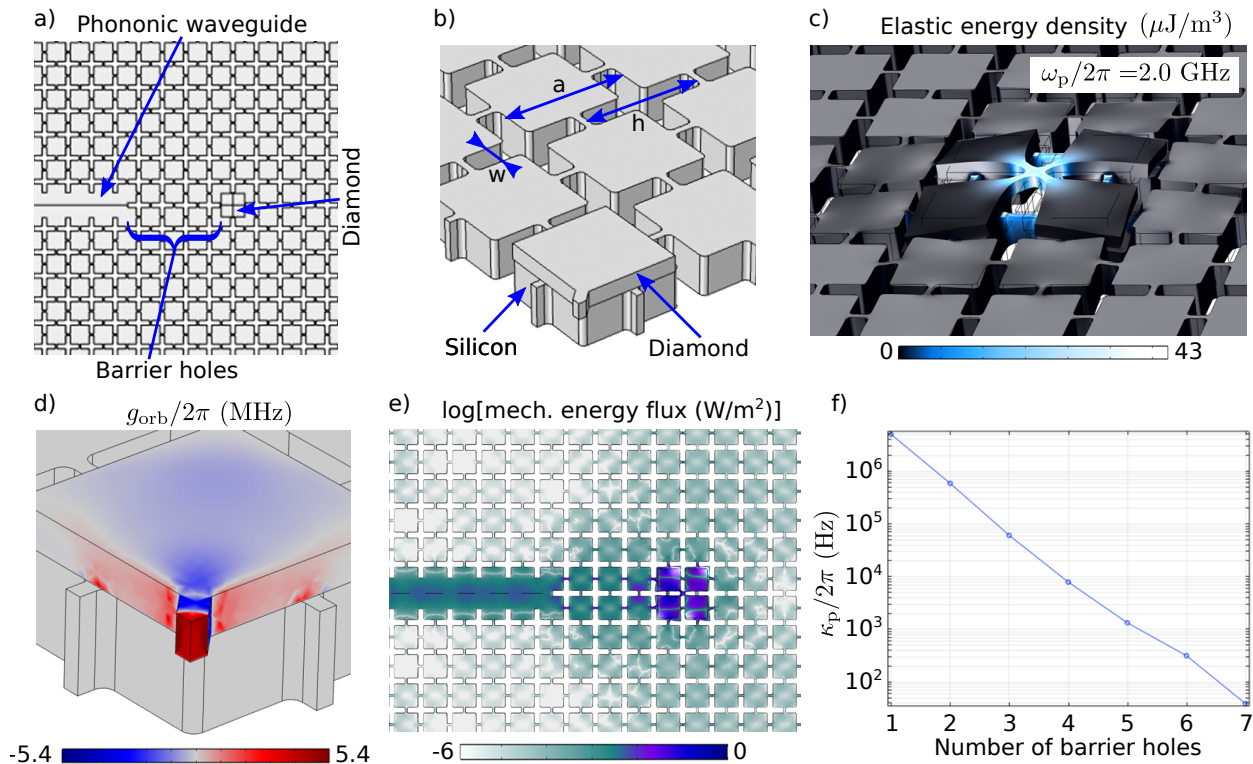 a)
Phononic waveguide
Diamond
Barrier holes
b)
a
h
w
Silicon
Diamond
c)
Elastic energy density (μJ/m³)
ωp/2π =2.0 GHz
0
43
d)
g_orb/2π (MHz)
-5.4
5.4
e)
log[mech. energy flux (W/m²)]
-6
0
f)
κp/2π (Hz)
10⁶
10⁵
10⁴
10³
10²
1 2 3 4 5 6 7
Number of barrier holes